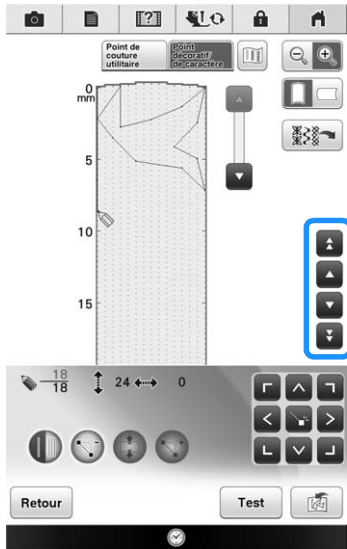 [?]
Point de
couture
utilitaire
Point
décoratif/
de caractère
0
mm
5
10
15
18
18
24
0
Retour
Test